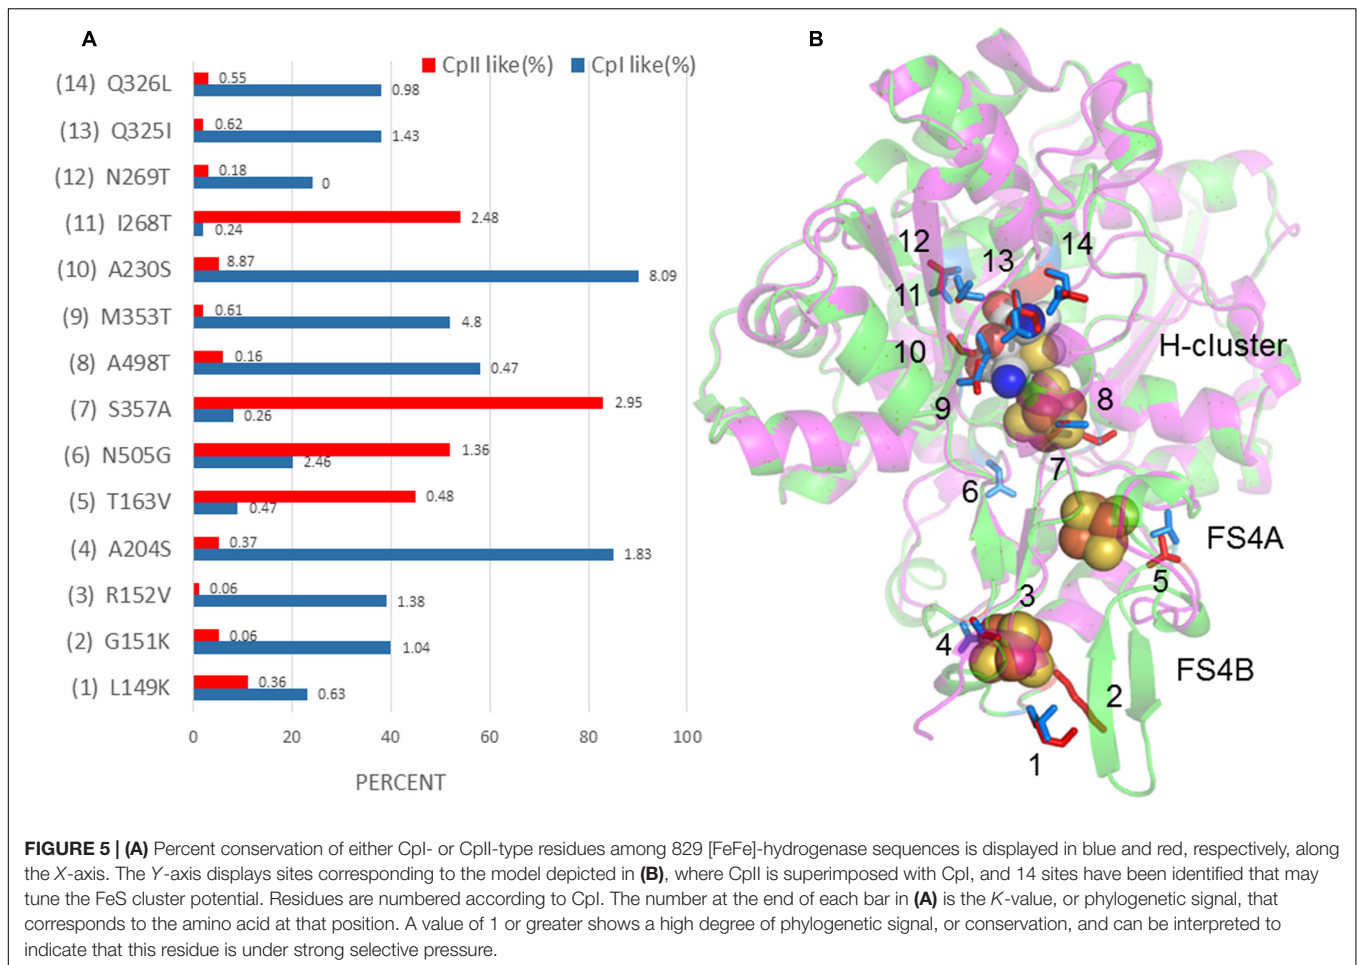 A
B
CpII like(%) CpI like(%)
(14) Q326L 0.55 0.98
(13) Q325I 0.62 1.43
(12) N269T 0.18 0
(11) I268T 2.48 0.24
(10) A230S 8.87 8.09
(9) M353T 0.61 4.8
(8) A498T 0.16 0.47
(7) S357A 2.95 0.26
(6) N505G 1.36 2.46
(5) T163V 0.48 0.47
(4) A204S 0.37 1.83
(3) R152V 0.06 1.38
(2) G151K 0.06 1.04
(1) L149K 0.36 0.63
0 20 40 60 80 100
PERCENT
12 13 14
11
10 H-cluster
9 8
7
6
FS4A
5
3
4
FS4B
2
1
FIGURE 5 | (A) Percent conservation of either CpI- or CpII-type residues among 829 [FeFe]-hydrogenase sequences is displayed in blue and red, respectively, along
the X-axis. The Y-axis displays sites corresponding to the model depicted in (B), where CpII is superimposed with CpI, and 14 sites have been identified that may
tune the FeS cluster potential. Residues are numbered according to CpI. The number at the end of each bar in (A) is the K-value, or phylogenetic signal, that
corresponds to the amino acid at that position. A value of 1 or greater shows a high degree of phylogenetic signal, or conservation, and can be interpreted to
indicate that this residue is under strong selective pressure.